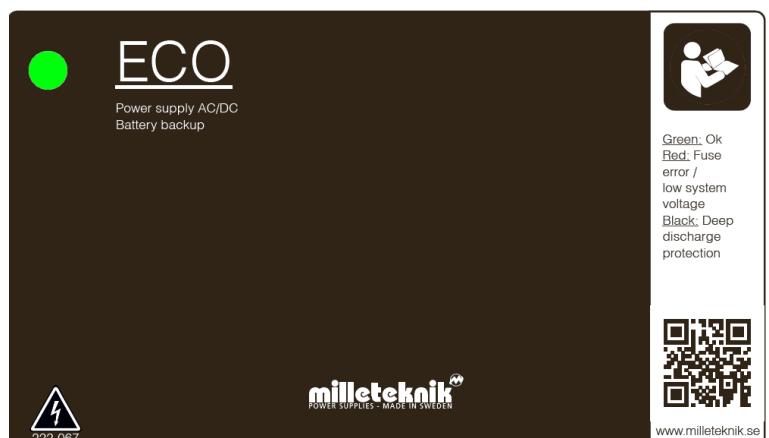 ECO
Power supply AC/DC
Battery backup
Green: Ok
Red: Fuse
error /
low system
voltage
Black: Deep
discharge
protection
milleteknik
POWER SUPPLIES - MADE IN SWEDEN
www.milleteknik.se